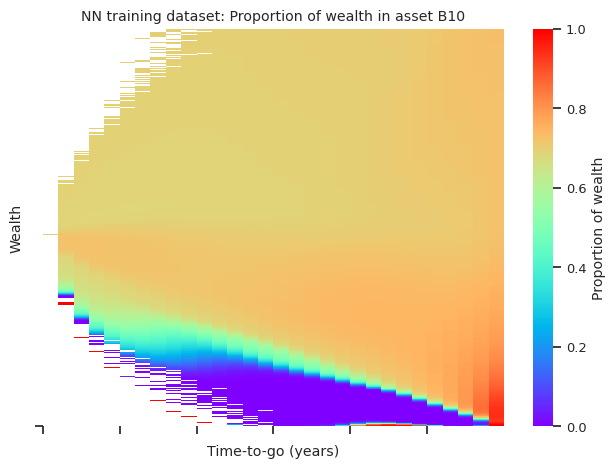 NN training dataset: Proportion of wealth in asset B10
Wealth
Time-to-go (years)
1.0
0.8
0.6
0.4
0.2
0.0
Proportion of wealth